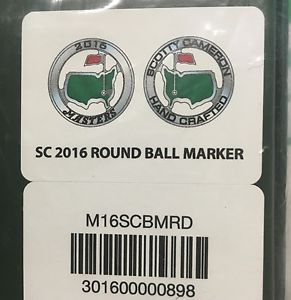 2016
MASTERS
SCOTTY CAMERON
HAND CRAFTED
SC 2016 ROUND BALL MARKER
M16SCBMRD
301600000898